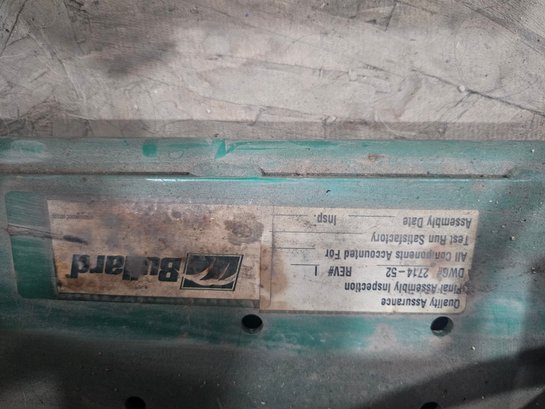 Quality Assurance
Final Assembly Inspection
DWG# 2714-52 REV# 1
All Components Accounted For
Test Run Satisfactory
Assembly Date Insp.
Bullard